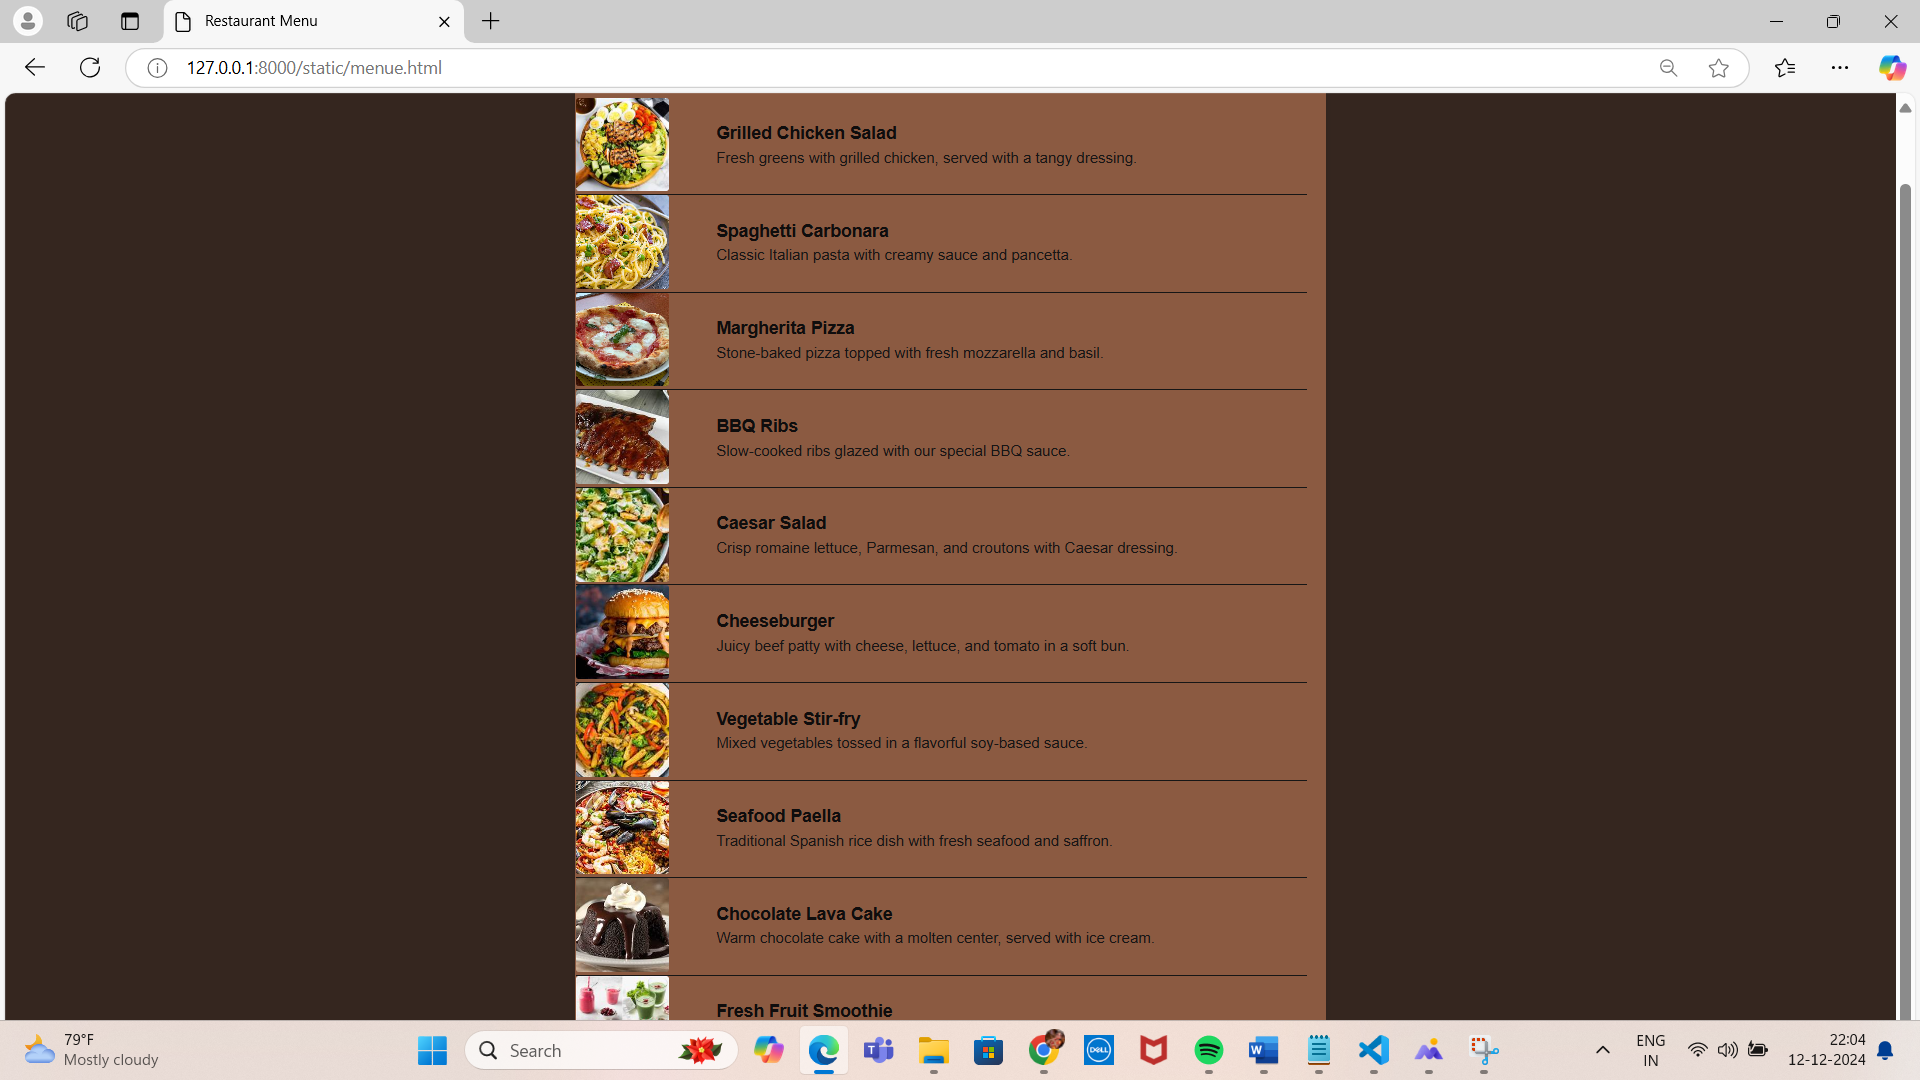 Restaurant Menu
127.0.0.1:8000/static/menue.html
Grilled Chicken Salad
Fresh greens with grilled chicken, served with a tangy dressing.
Spaghetti Carbonara
Classic Italian pasta with creamy sauce and pancetta.
Margherita Pizza
Stone-baked pizza topped with fresh mozzarella and basil.
BBQ Ribs
Slow-cooked ribs glazed with our special BBQ sauce.
Caesar Salad
Crisp romaine lettuce, Parmesan, and croutons with Caesar dressing.
Cheeseburger
Juicy beef patty with cheese, lettuce, and tomato in a soft bun.
Vegetable Stir-fry
Mixed vegetables tossed in a flavorful soy-based sauce.
Seafood Paella
Traditional Spanish rice dish with fresh seafood and saffron.
Chocolate Lava Cake
Warm chocolate cake with a molten center, served with ice cream.
Fresh Fruit Smoothie
79°F
Mostly cloudy
Search
DELL
W
ENG
IN
22:04
12-12-2024